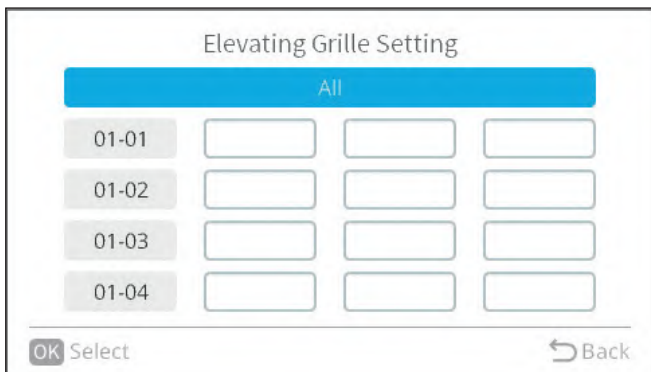 Elevating Grille Setting
All
01-01
01-02
01-03
01-04
OK Select Back